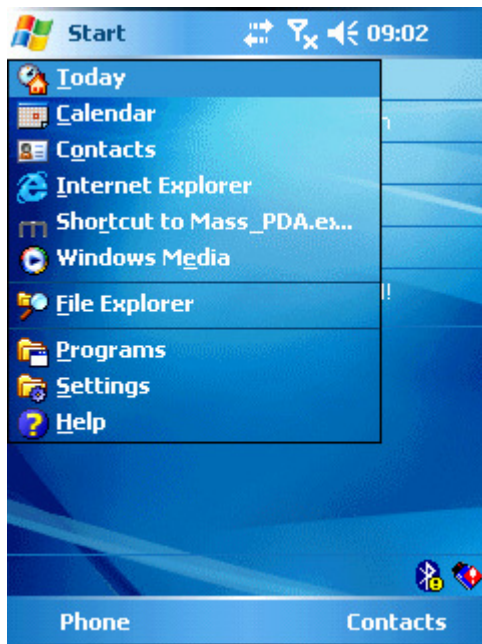 Start 09:02
Today
Calendar
Contacts
Internet Explorer
Shortcut to Mass_PDA.ex...
Windows Media
File Explorer
Programs
Settings
Help
Phone Contacts